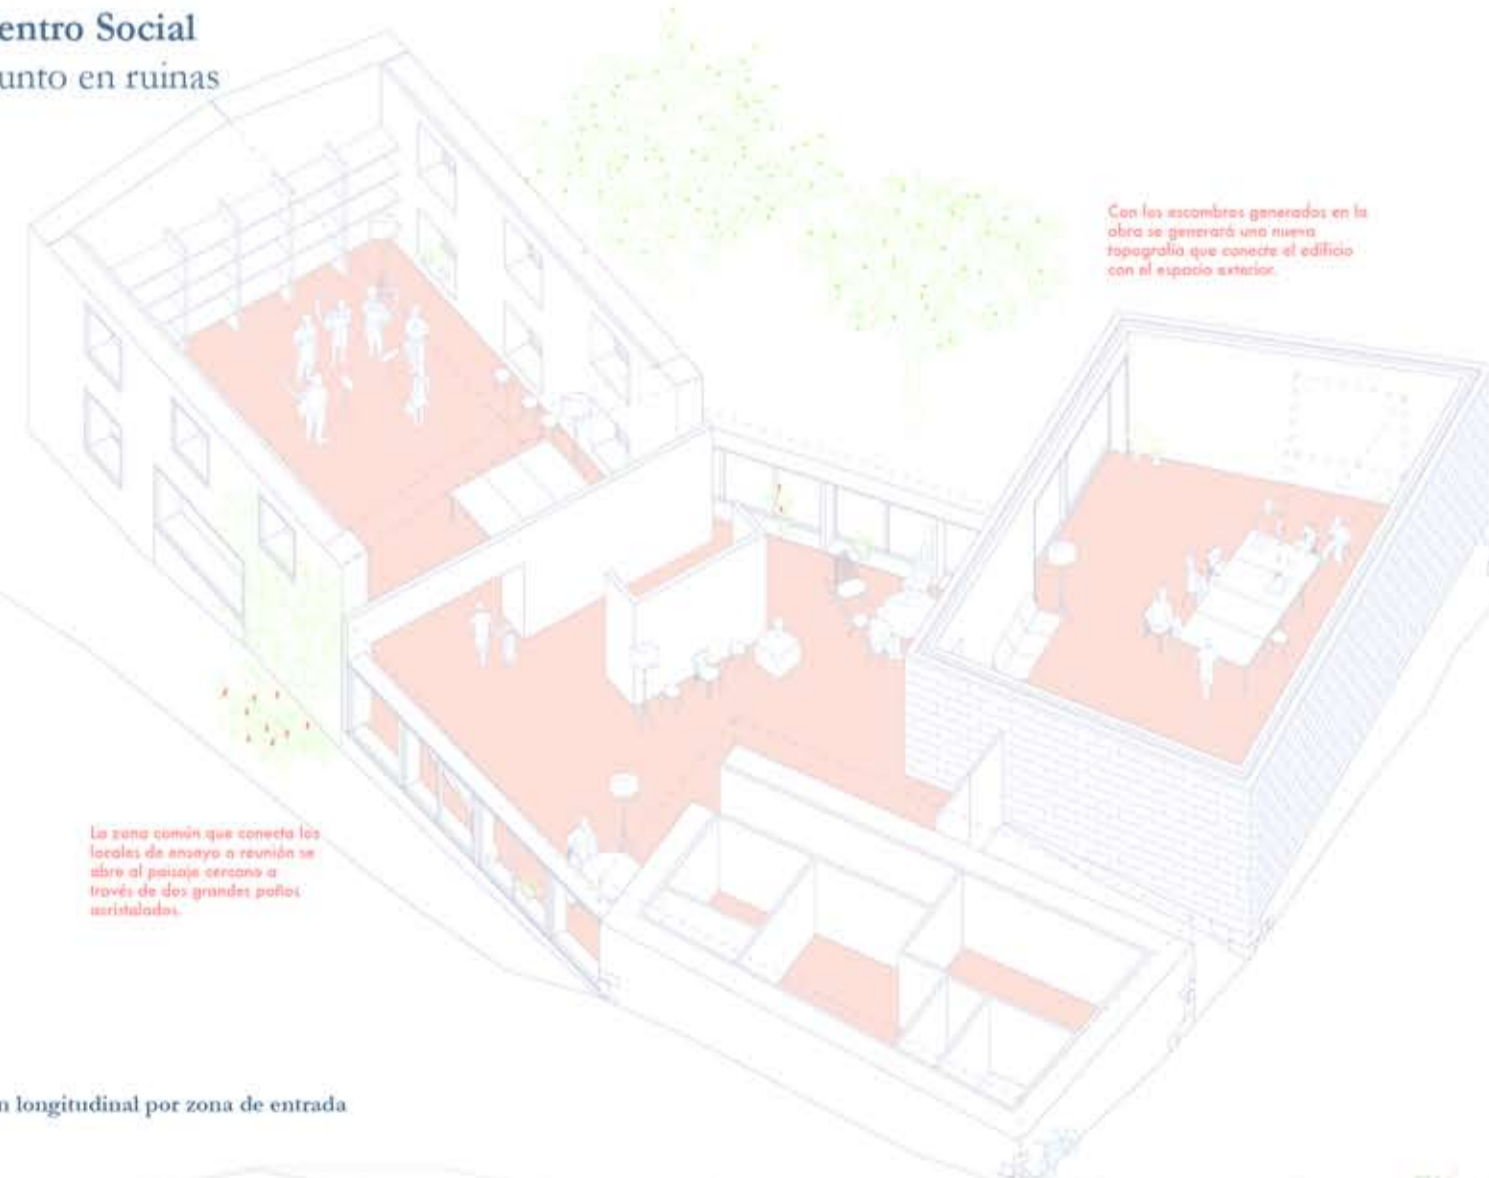 entro Social
unto en ruinas
Con los escombros generados en la
obra se generará una nueva
topografía que conecte el edificio
con el espacio exterior.
La zona común que conecta los
locales de ensayo o reunión se
abre al paisaje cercano a
través de dos grandes paños
acristalados.
n longitudinal por zona de entrada